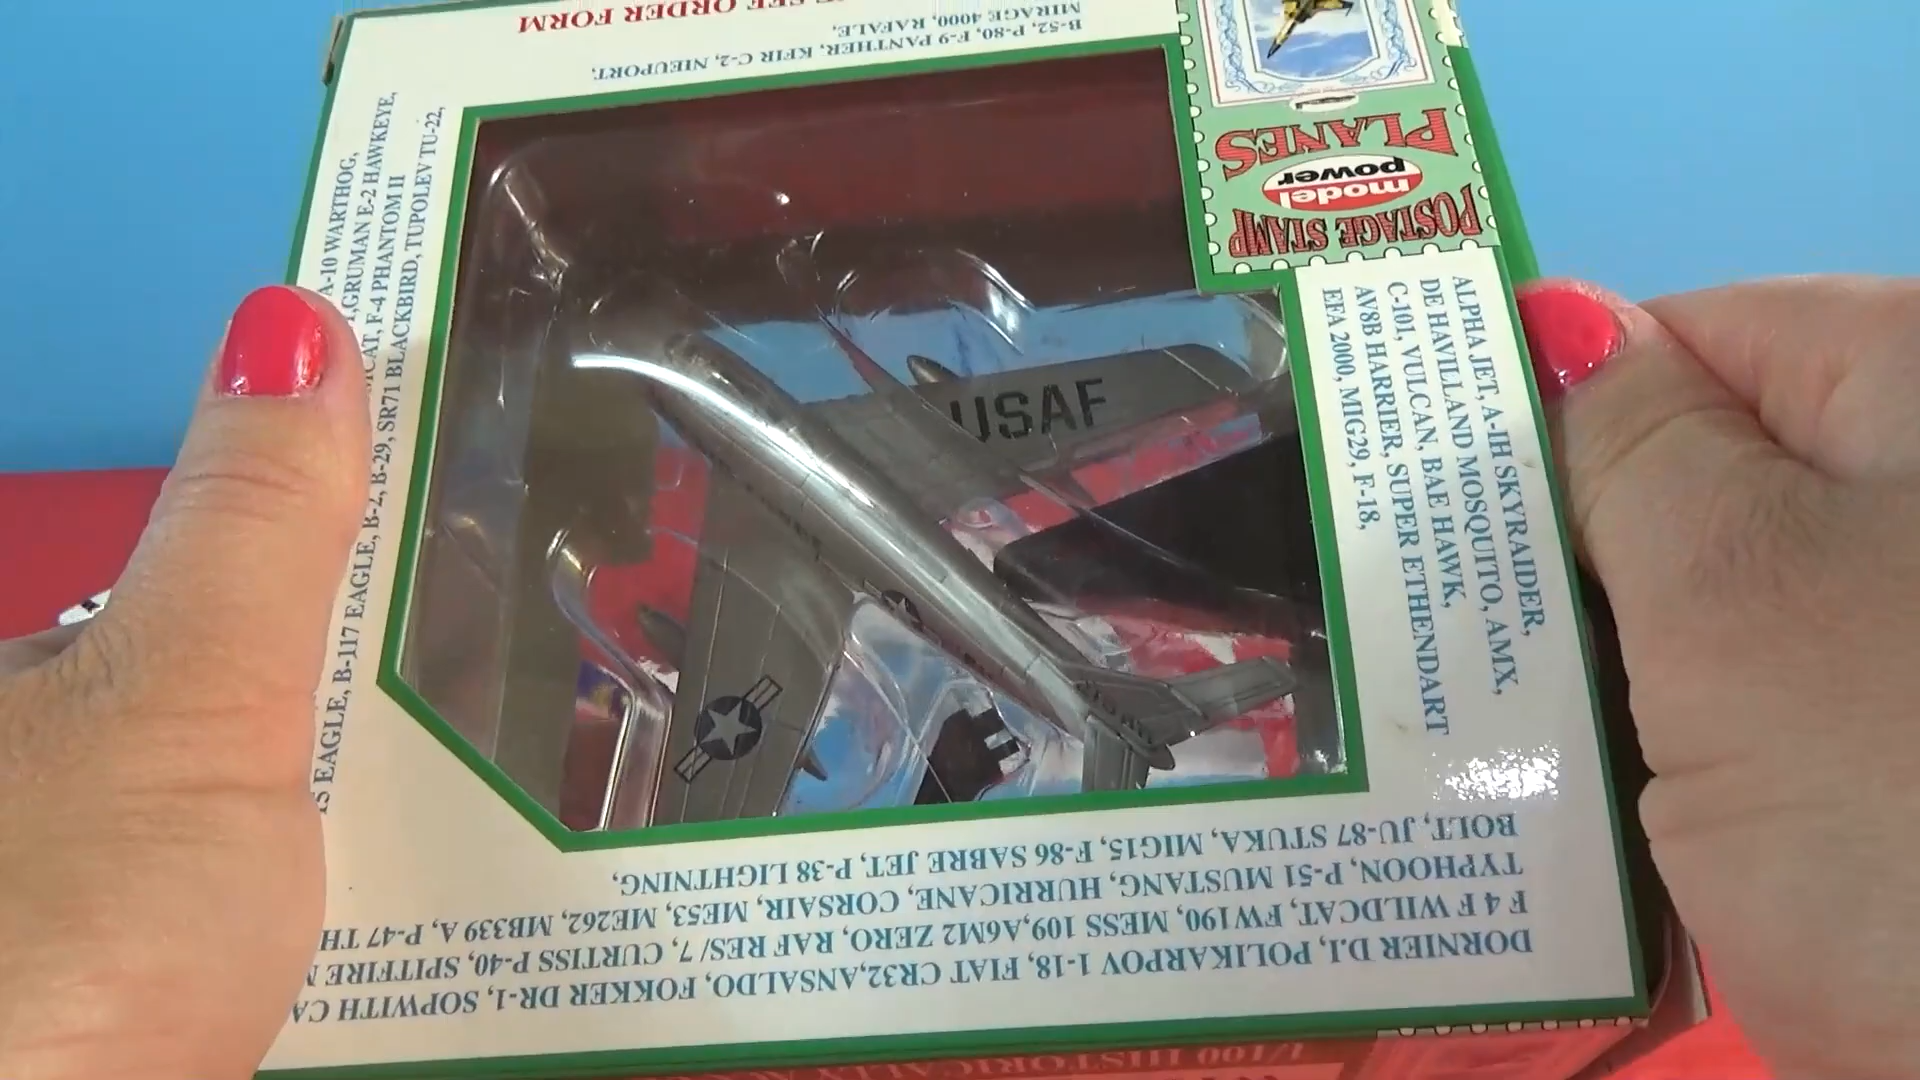 SEE ORDER FORM
B-52, P-80, F-9 PANTHER, KFIR C-2, NIEUPORT,
MIRAGE 4000, RAFALE,
POSTAGE STAMP
model
power
PLANES
A-10 WARTHOG,
GRUMAN E-2 HAWKEYE,
F-4 PHANTOM II
EAGLE, B-117 EAGLE, B-2, B-29, SR71 BLACKBIRD, TUPOLEV TU-22,
USAF
ALPHA JET, A-1H SKYRAIDER,
DE HAVILLAND MOSQUITO, AMX,
C-101, VULCAN, BAE HAWK,
AV8B HARRIER, SUPER ETHENDART
EFA 2000, MIG29, F-18,
DORNIER D.I, POLIKARPOV 1-18, FIAT CR32,ANSALDO, FOKKER DR-1, SOPWITH
F 4 F WILDCAT, FW190, MESS 109,A6M2 ZERO, RAF RES/7, CURTISS P-40, SPITFIRE
TYPHOON, P-51 MUSTANG, HURRICANE, CORSAIR, ME53, ME262, MB339 A, P-47
BOLT, JU-87 STUKA, MIG15, F-86 SABRE JET, P-38 LIGHTNING,
1/100